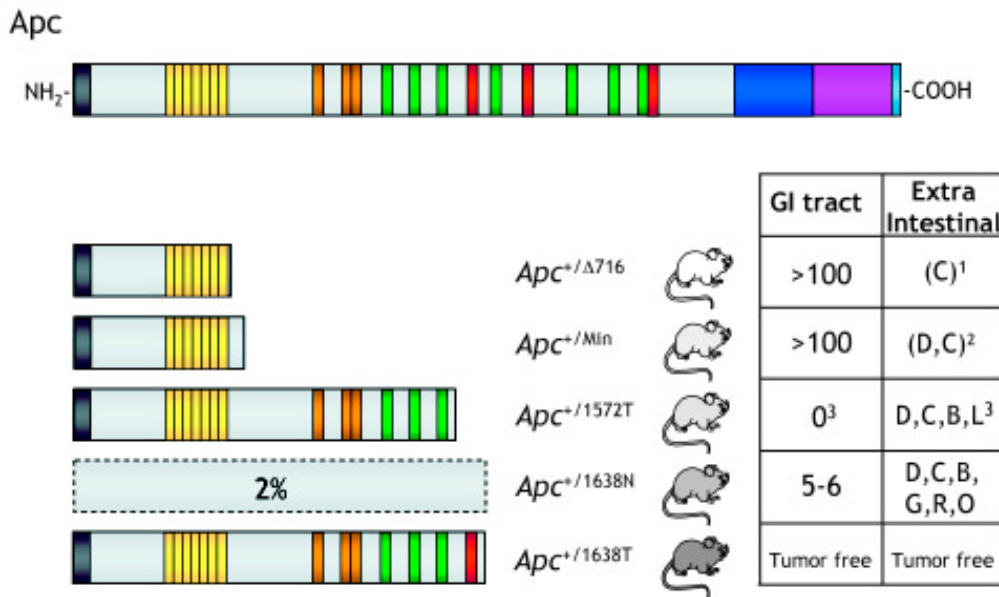 Apc
NH₂- -COOH
GI tract Extra Intestinal
Apc⁺/Δ⁷¹⁶ >100 (C)¹
Apc⁺/Min >100 (D,C)²
Apc⁺/1572T 0³ D,C,B,L³
2% Apc⁺/1638N 5-6 D,C,B,
G,R,O
Apc⁺/1638T Tumor free Tumor free